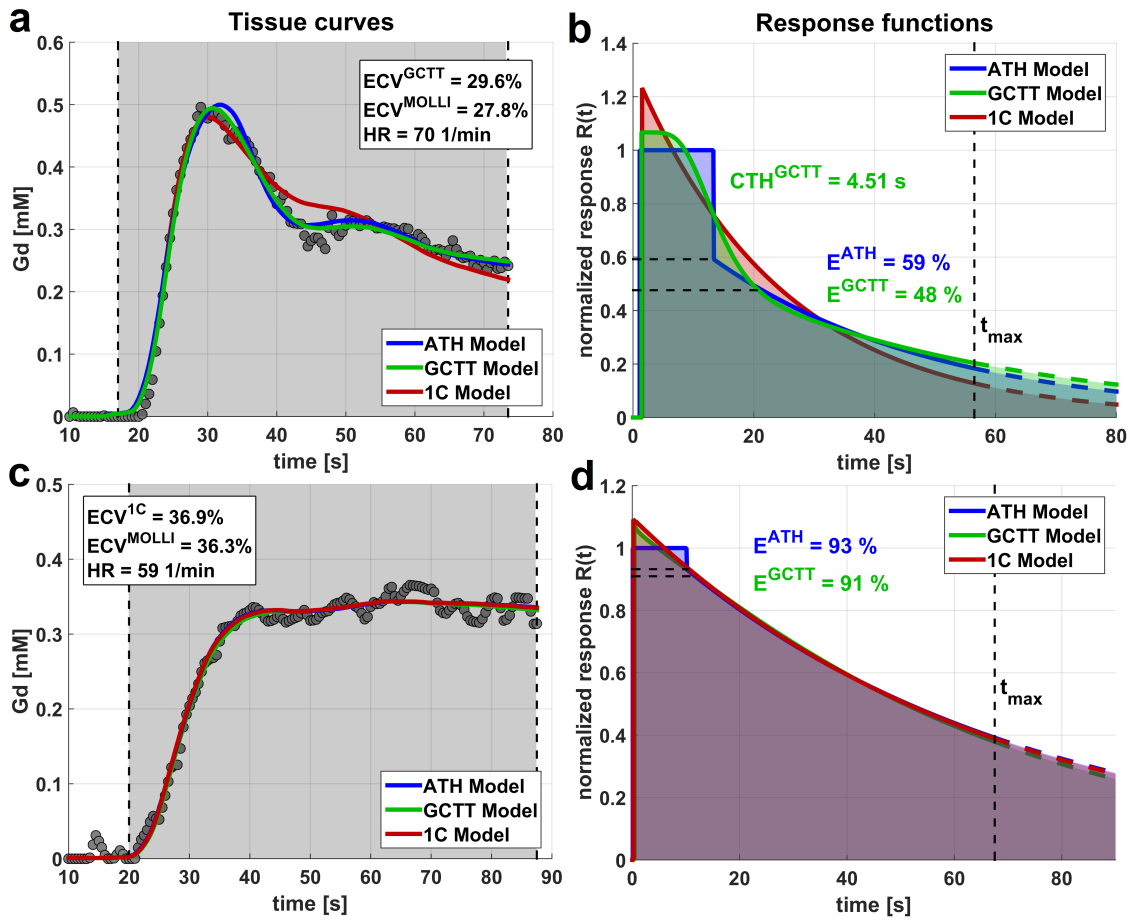 a
Tissue curves
0.6
0.5
0.4
0.3
0.2
0.1
0
Gd [mM]
ECV^GCTT = 29.6%
ECV^MOLLI = 27.8%
HR = 70 1/min
ATH Model
GCTT Model
1C Model
10 20 30 40 50 60 70 80
time [s]
b
Response functions
1.4
1.2
1
0.8
0.6
0.4
0.2
0
normalized response R(t)
ATH Model
GCTT Model
1C Model
CTH^GCTT = 4.51 s
E^ATH = 59 %
E^GCTT = 48 %
t_max
0 20 40 60 80
time [s]
c
0.5
0.4
0.3
0.2
0.1
0
Gd [mM]
ECV^1C = 36.9%
ECV^MOLLI = 36.3%
HR = 59 1/min
ATH Model
GCTT Model
1C Model
10 20 30 40 50 60 70 80 90
time [s]
d
1.2
1
0.8
0.6
0.4
0.2
0
normalized response R(t)
ATH Model
GCTT Model
1C Model
E^ATH = 93 %
E^GCTT = 91 %
t_max
0 20 40 60 80
time [s]